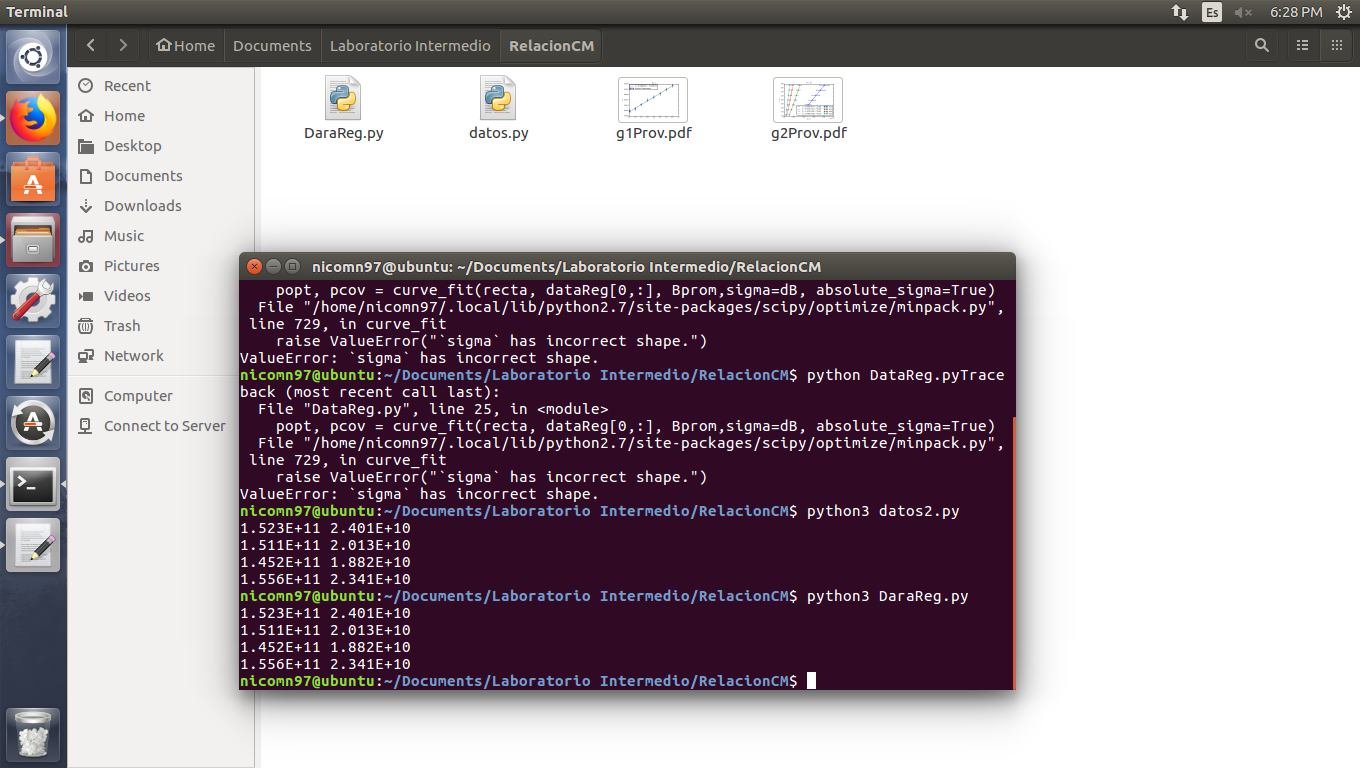 Terminal
Es
6:28 PM
Home
Documents
Laboratorio Intermedio
RelacionCM
Recent
Home
Desktop
Documents
Downloads
Music
Pictures
Videos
Trash
Network
Computer
Connect to Server
DaraReg.py
datos.py
g1Prov.pdf
g2Prov.pdf
nicomn97@ubuntu: ~/Documents/Laboratorio Intermedio/RelacionCM
popt, pcov = curve_fit(recta, dataReg[0,:], Bprom,sigma=dB, absolute_sigma=True)
File "/home/nicomn97/.local/lib/python2.7/site-packages/scipy/optimize/minpack.py",
line 729, in curve_fit
raise ValueError("`sigma` has incorrect shape.")
ValueError: `sigma` has incorrect shape.
nicomn97@ubuntu:~/Documents/Laboratorio Intermedio/RelacionCM$ python DataReg.pyTrace
back (most recent call last):
File "DataReg.py", line 25, in <module>
popt, pcov = curve_fit(recta, dataReg[0,:], Bprom,sigma=dB, absolute_sigma=True)
File "/home/nicomn97/.local/lib/python2.7/site-packages/scipy/optimize/minpack.py",
line 729, in curve_fit
raise ValueError("`sigma` has incorrect shape.")
ValueError: `sigma` has incorrect shape.
nicomn97@ubuntu:~/Documents/Laboratorio Intermedio/RelacionCM$ python3 datos2.py
1.523E+11 2.401E+10
1.511E+11 2.013E+10
1.452E+11 1.882E+10
1.556E+11 2.341E+10
nicomn97@ubuntu:~/Documents/Laboratorio Intermedio/RelacionCM$ python3 DaraReg.py
1.523E+11 2.401E+10
1.511E+11 2.013E+10
1.452E+11 1.882E+10
1.556E+11 2.341E+10
nicomn97@ubuntu:~/Documents/Laboratorio Intermedio/RelacionCM$